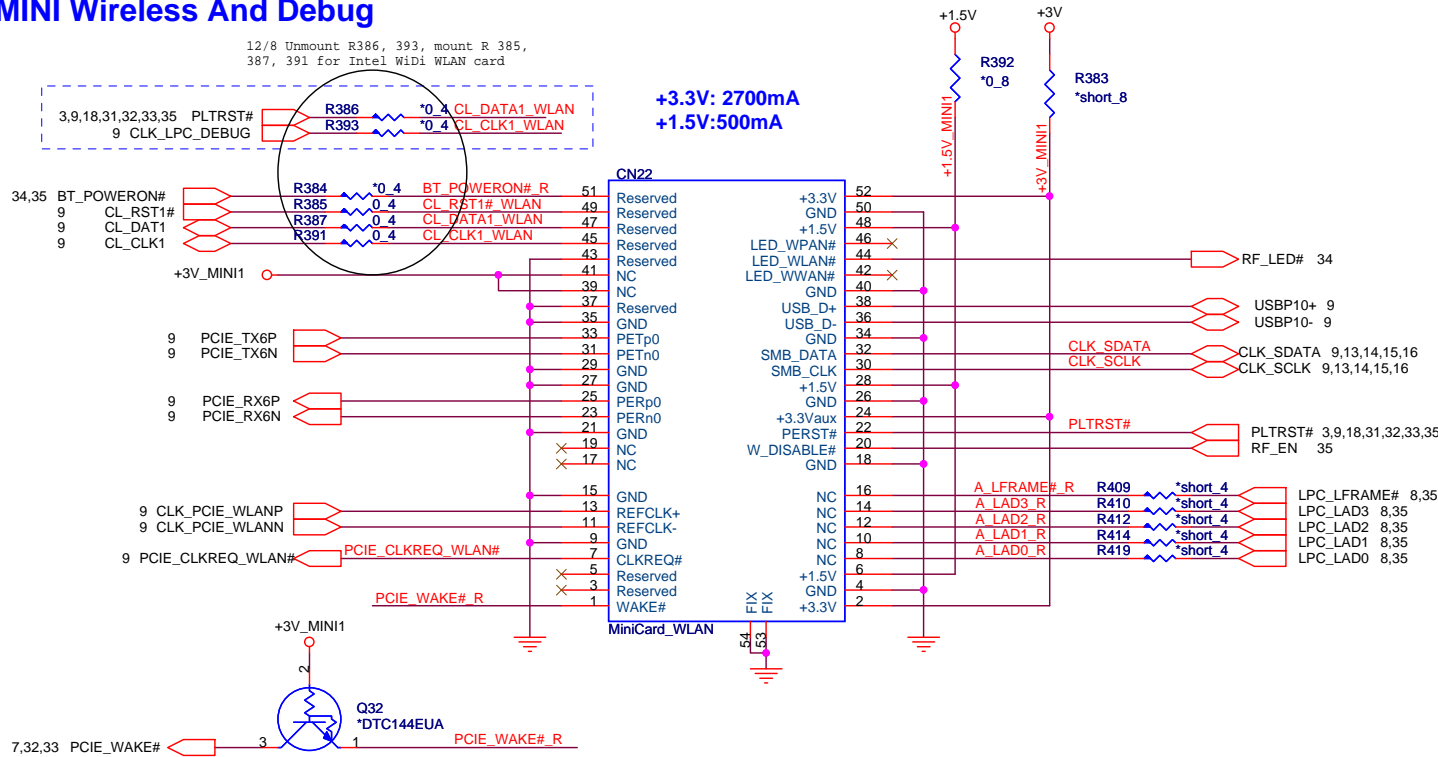 MINI Wireless And Debug
12/8 Unmount R386, 393, mount R 385,
387, 391 for Intel WiDi WLAN card
+3.3V: 2700mA
+1.5V:500mA
+1.5V
+3V
R392
*0_8
R383
*short_8
+1.5V_MINI1
+3V_MINI1
3,9,18,31,32,33,35 PLTRST# R386 *0_4 CL_DATA1_WLAN
9 CLK_LPC_DEBUG R393 *0_4 CL_CLK1_WLAN
CN22
34,35 BT_POWERON# R384 *0_4 BT_POWERON#_R 51 Reserved
9 CL_RST1# R385 0_4 CL_RST1#_WLAN 49 Reserved
9 CL_DAT1 R387 0_4 CL_DATA1_WLAN 47 Reserved
9 CL_CLK1 R391 0_4 CL_CLK1_WLAN 45 Reserved
43 Reserved
+3V_MINI1 41 NC
39 NC
37 Reserved
35 GND
9 PCIE_TX6P 33 PETp0
9 PCIE_TX6N 31 PETn0
29 GND
27 GND
9 PCIE_RX6P 25 PERp0
9 PCIE_RX6N 23 PERn0
21 GND
19 NC
17 NC
15 GND
9 CLK_PCIE_WLANP 13 REFCLK+
9 CLK_PCIE_WLANN 11 REFCLK-
9 GND
9 PCIE_CLKREQ_WLAN# PCIE_CLKREQ_WLAN# 7 CLKREQ#
5 Reserved
3 Reserved
PCIE_WAKE#_R 1 WAKE#
+3.3V 52
GND 50
+1.5V 48
LED_WPAN# 46
LED_WLAN# 44 RF_LED# 34
LED_WWAN# 42
GND 40
USB_D+ 38 USBP10+ 9
USB_D- 36 USBP10- 9
GND 34
SMB_DATA 32 CLK_SDATA CLK_SDATA 9,13,14,15,16
SMB_CLK 30 CLK_SCLK CLK_SCLK 9,13,14,15,16
+1.5V 28
GND 26
+3.3Vaux 24
PERST# 22 PLTRST# PLTRST# 3,9,18,31,32,33,35
W_DISABLE# 20 RF_EN 35
GND 18
NC 16 A_LFRAME#_R R409 *short_4 LPC_LFRAME# 8,35
NC 14 A_LAD3_R R410 *short_4 LPC_LAD3 8,35
NC 12 A_LAD2_R R412 *short_4 LPC_LAD2 8,35
NC 10 A_LAD1_R R414 *short_4 LPC_LAD1 8,35
NC 8 A_LAD0_R R419 *short_4 LPC_LAD0 8,35
+1.5V 6
GND 4
+3.3V 2
FIX FIX
54 53
MiniCard_WLAN
+3V_MINI1
2
Q32
*DTC144EUA
7,32,33 PCIE_WAKE# 3 1 PCIE_WAKE#_R